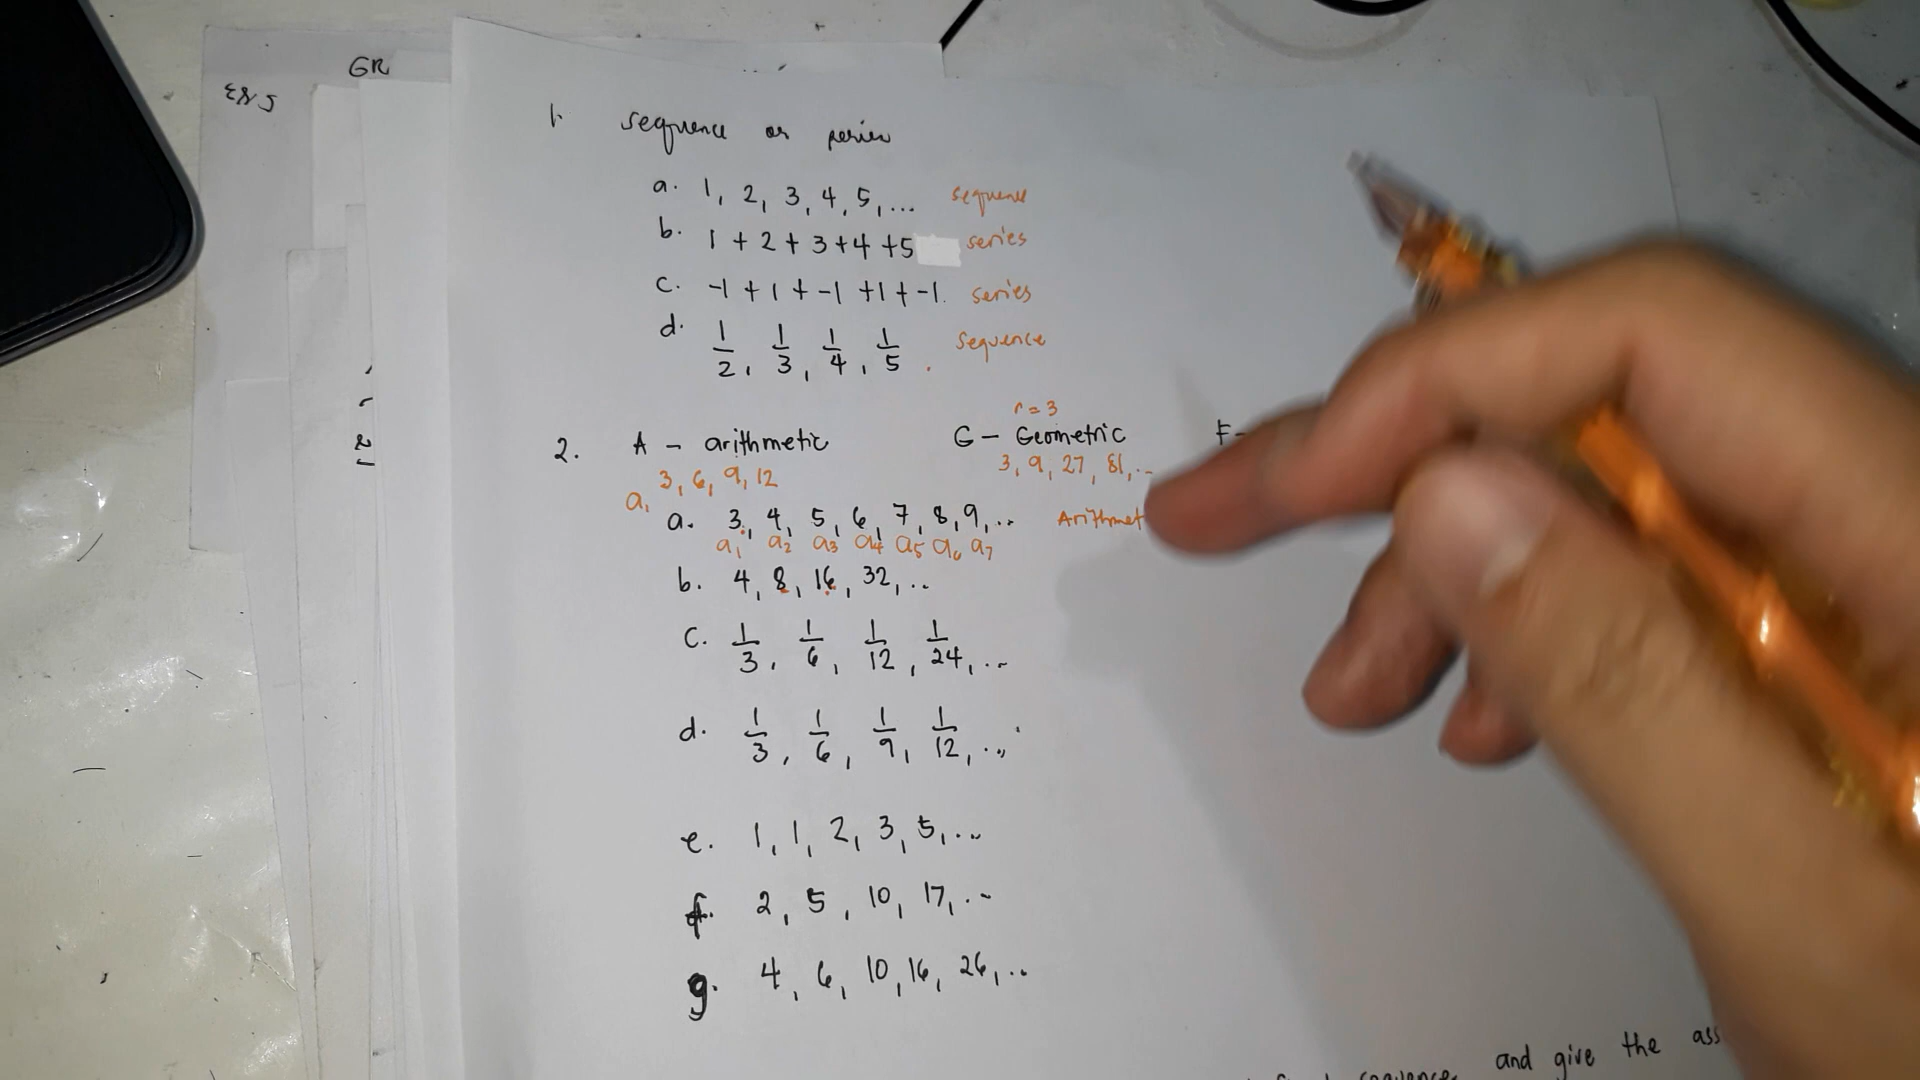 GR
1. sequence or series
a. 1, 2, 3, 4, 5, ... sequence
b. 1 + 2 + 3 + 4 + 5 series
c. -1 + 1 + -1 + 1 + -1. series
d. 1/2, 1/3, 1/4, 1/5 . sequence
r = 3
2. A - arithmetic G - Geometric F -
3, 6, 9, 12 3, 9, 27, 81, ...
a1
a. 3, 4, 5, 6, 7, 8, 9, ... Arithmet
a1 a2 a3 a4 a5 a6 a7
b. 4, 8, 16, 32, ...
c. 1/3, 1/6, 1/12, 1/24, ...
d. 1/3, 1/6, 1/9, 1/12, ...
e. 1, 1, 2, 3, 5, ...
f. 2, 5, 10, 17, ...
g. 4, 6, 10, 16, 26, ...
sequence and give the ass